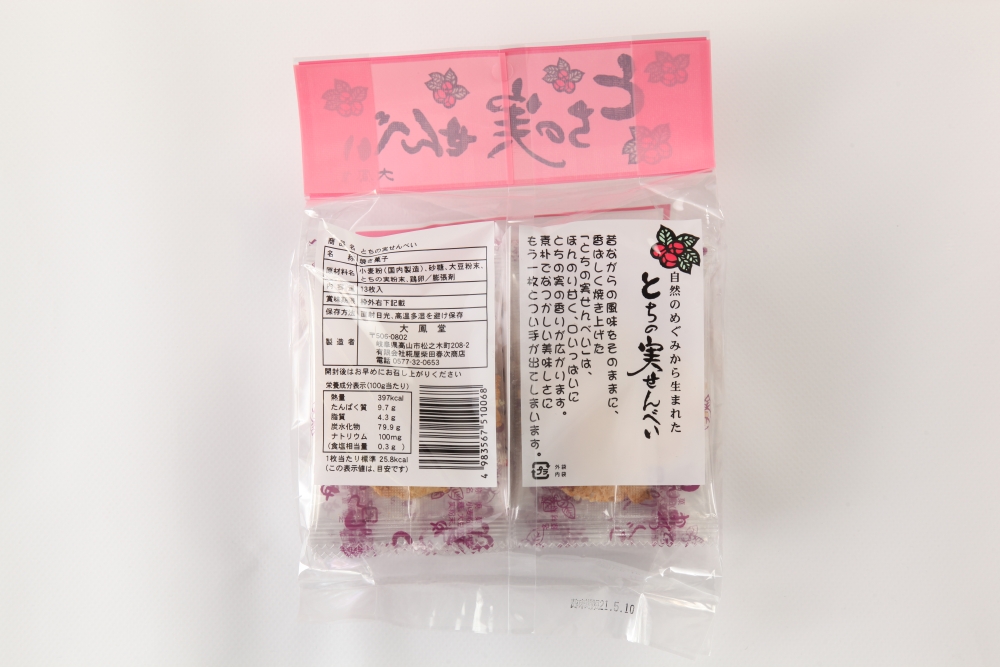 とちの実せんべい
商品名 とちの実せんべい
名称 焼き菓子
原材料名 小麦粉(国内製造)、砂糖、大豆粉末、
とちの実粉末、鶏卵/膨張剤
内容量 13枚入
賞味期限 枠外右下記載
保存方法 直射日光、高温多湿を避け保存
製造者 大鳳堂
〒506-0802
岐阜県高山市松之木町208-2
有限会社糀屋柴田春次商店
電話 0577-32-0653
開封後はお早めにお召し上がりください
栄養成分表示(100g当たり)
熱量 397kcal
たんぱく質 9.7g
脂質 4.3g
炭水化物 79.9g
ナトリウム 100mg
(食塩相当量 0.3g)
1枚当たり標準 25.8kcal
(この表示値は、目安です)
4 983567 510068
自然のめぐみから生まれた
とちの実せんべい
昔ながらの風味をそのままに、
香ばしく焼き上げた
「とちの実せんべい」は、
ほんのり甘く、口いっぱいに
とちの実の香りが広がります。
素朴でなつかしい美味しさに
もう一枚とつい手が出てしまいます。
プラ
外袋
内袋
21.5.10